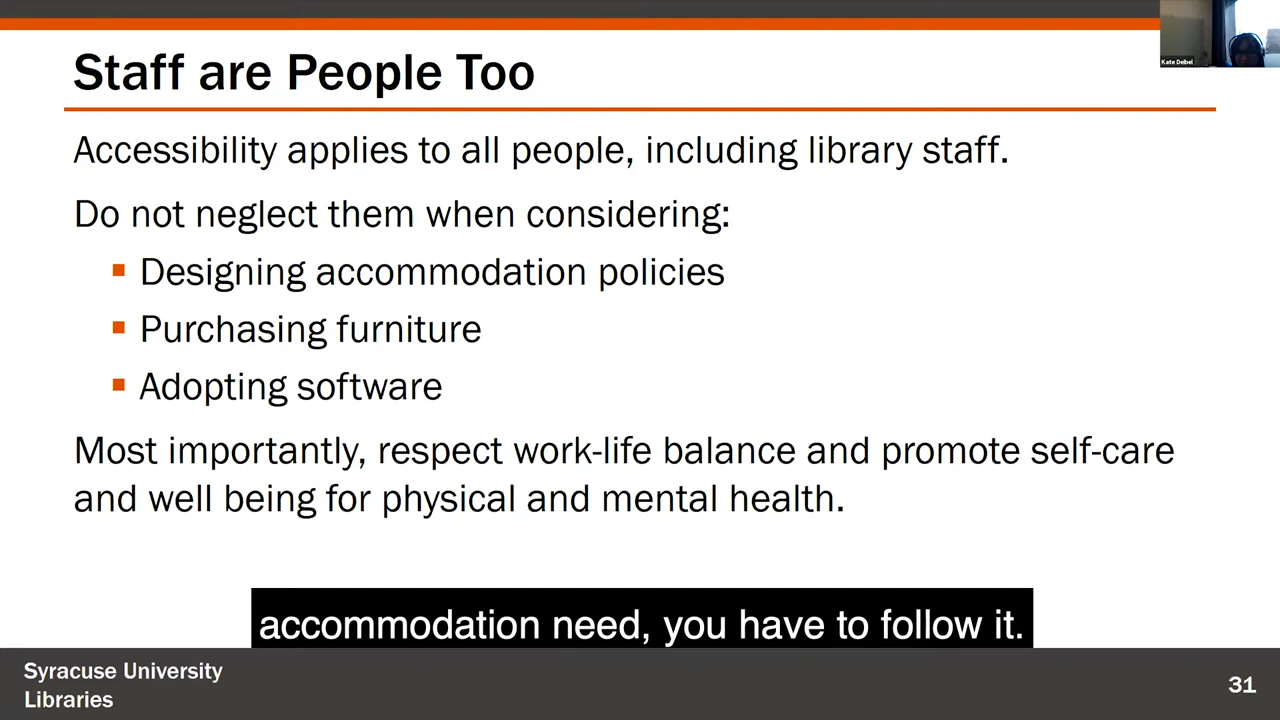 Staff are People Too
Kate Deibel
Accessibility applies to all people, including library staff.
Do not neglect them when considering:
Designing accommodation policies
Purchasing furniture
Adopting software
Most importantly, respect work-life balance and promote self-care
and well being for physical and mental health.
accommodation need, you have to follow it.
Syracuse University
Libraries
31